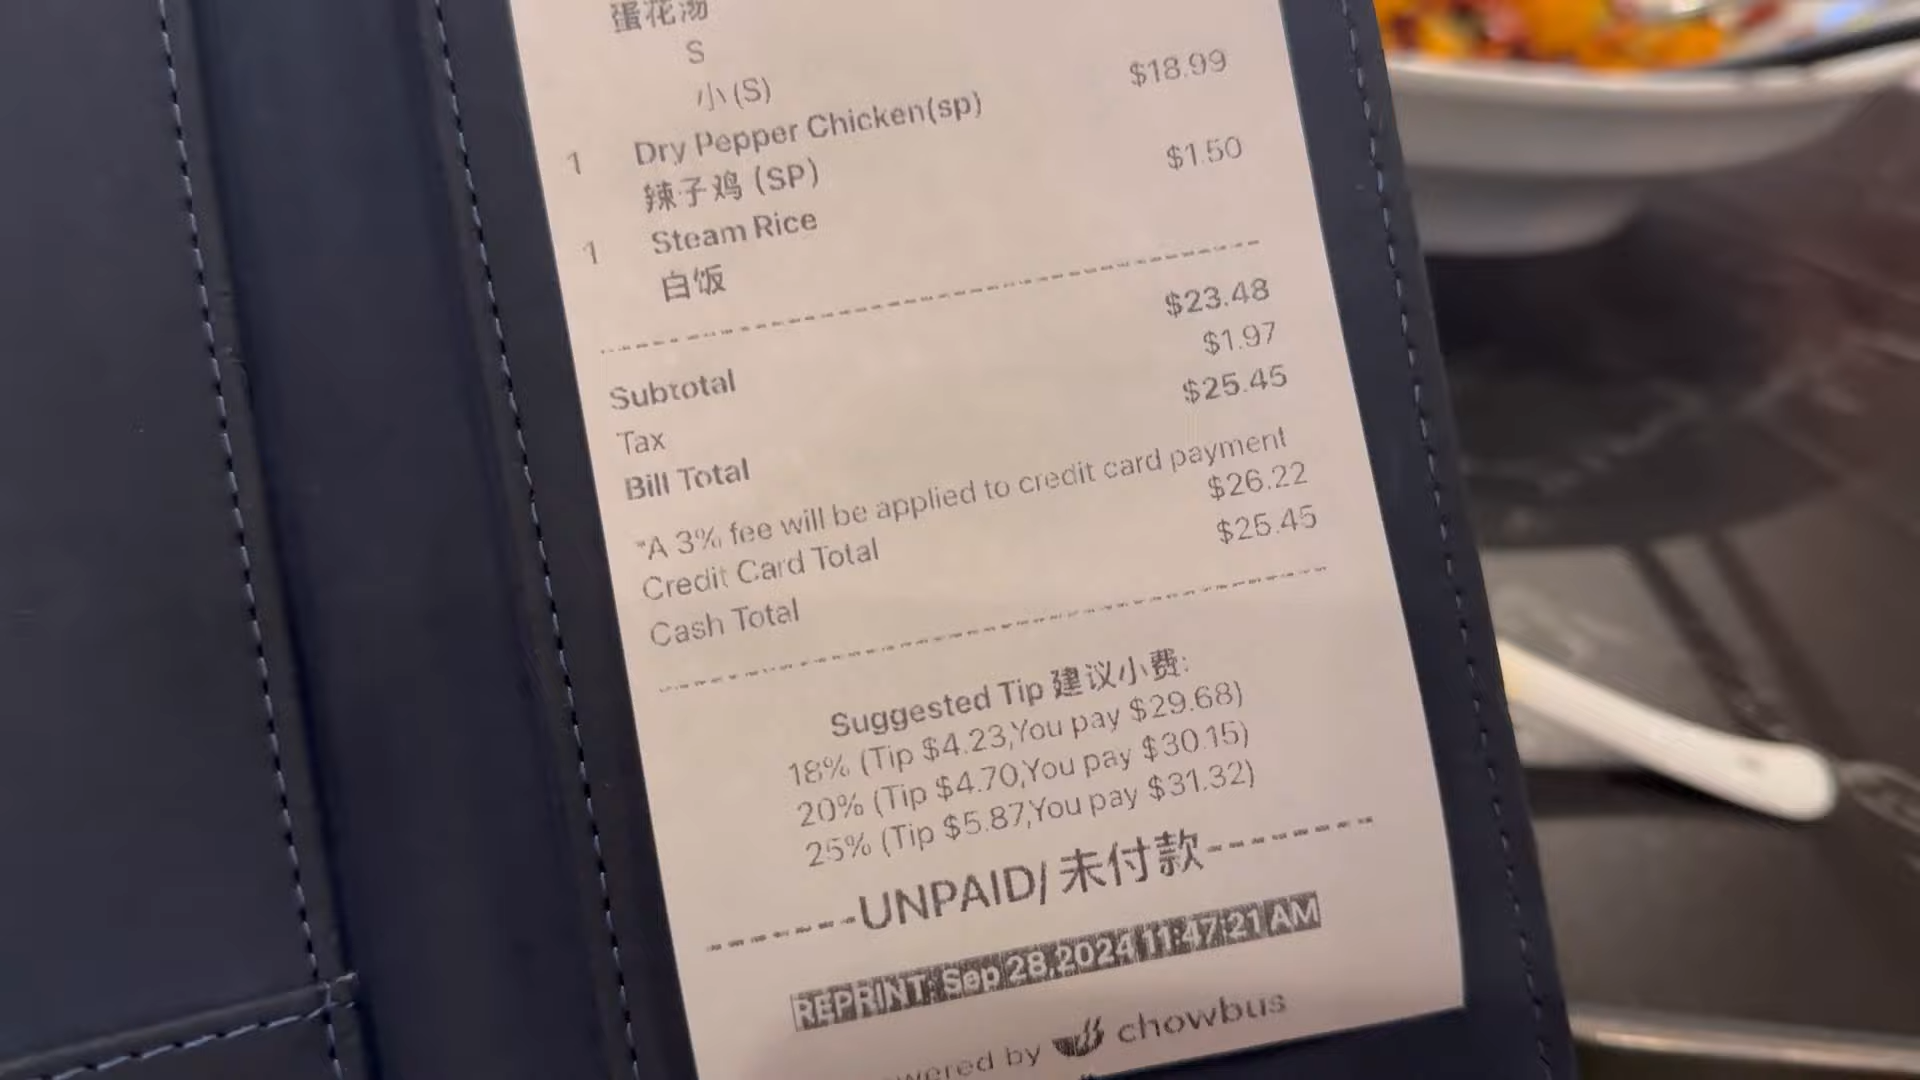 蛋花汤
S
小(S)
1 Dry Pepper Chicken(sp) $18.99
辣子鸡 (SP)
1 Steam Rice $1.50
白饭
Subtotal $23.48
Tax $1.97
Bill Total $25.45
*A 3% fee will be applied to credit card payment
Credit Card Total $26.22
Cash Total $25.45
Suggested Tip 建议小费:
18% (Tip $4.23,You pay $29.68)
20% (Tip $4.70,You pay $30.15)
25% (Tip $5.87,You pay $31.32)
-------UNPAID/ 未付款--------
REPRINT: Sep 28,2024 11:47:21 AM
wered by chowbus